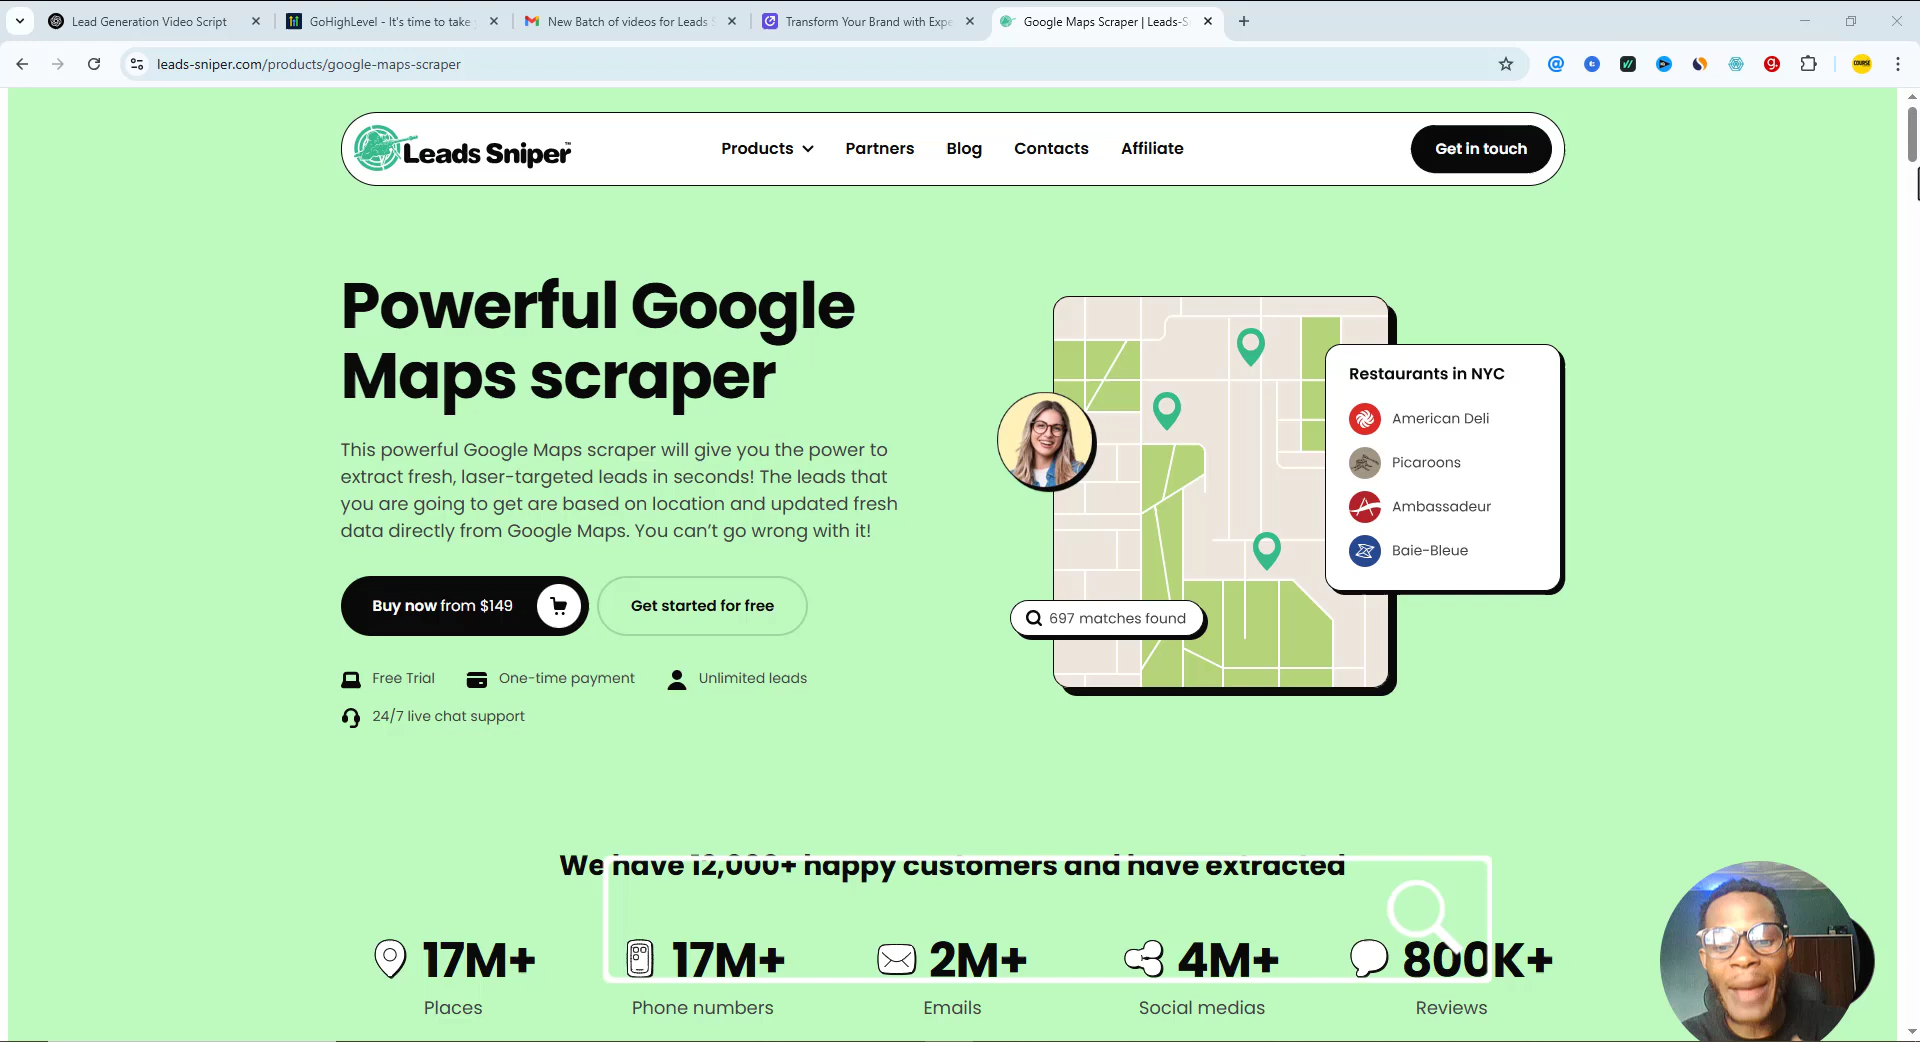 Lead Generation Video Script
GoHighLevel - It's time to take
New Batch of videos for Leads S
Transform Your Brand with Expe
Google Maps Scraper | Leads-S
leads-sniper.com/products/google-maps-scraper
COURSE
Leads Sniper™
Products
Partners
Blog
Contacts
Affiliate
Get in touch
Powerful Google
Maps scraper
This powerful Google Maps scraper will give you the power to
extract fresh, laser-targeted leads in seconds! The leads that
you are going to get are based on location and updated fresh
data directly from Google Maps. You can’t go wrong with it!
Buy now from $149
Get started for free
Free Trial
One-time payment
Unlimited leads
24/7 live chat support
Restaurants in NYC
American Deli
Picaroons
Ambassadeur
Baie-Bleue
697 matches found
We have 12,000+ happy customers and have extracted
17M+
17M+
2M+
4M+
800K+
Places
Phone numbers
Emails
Social medias
Reviews